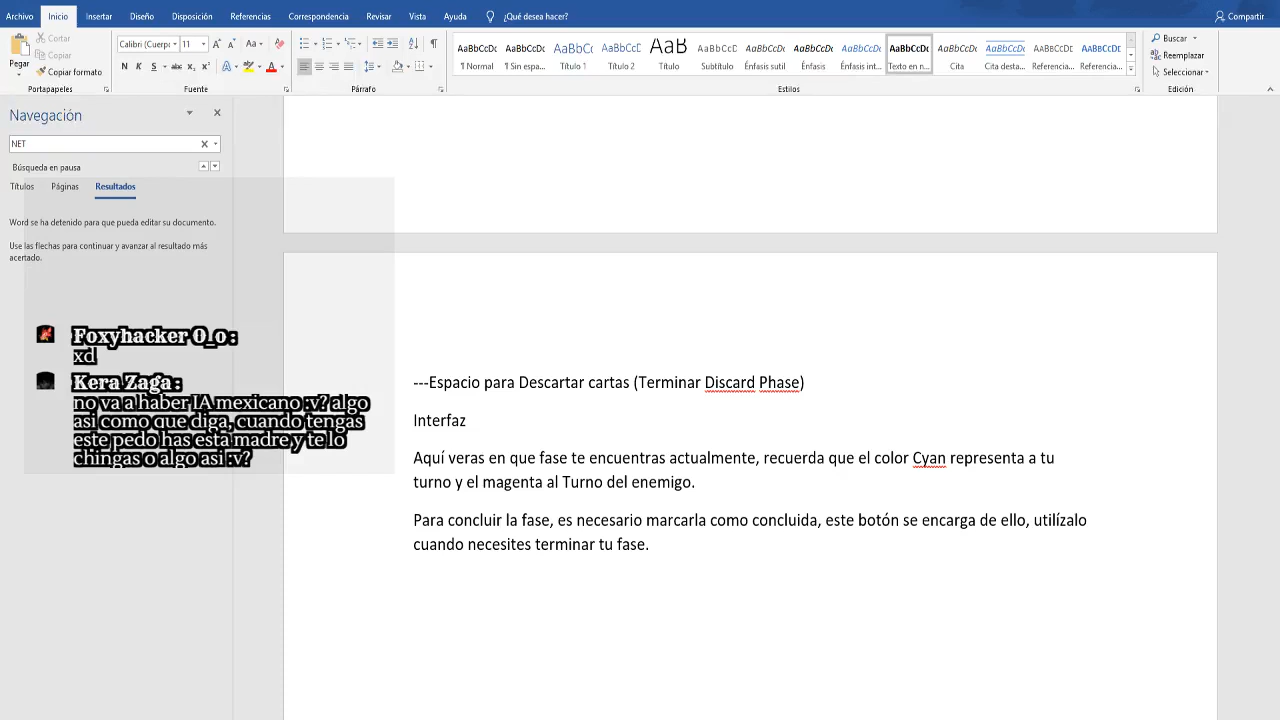 Archivo Inicio Insertar Diseño Disposición Referencias Correspondencia Revisar Vista Ayuda ¿Qué desea hacer? Compartir
Pegar
Cortar
Copiar
Copiar formato
Portapapeles
Calibri (Cuerp 11
Aa
N K S abc x₂ x²
Fuente
Párrafo
AaBbCcDc AaBbCcDc AaBbCc AaBbCcC AaB AaBbCcD AaBbCcDc AaBbCcDc AaBbCcDc AaBbCcDc AaBbCcDc AaBbCcDc AaBbCcDc AaBbCcDc
¶ Normal ¶ Sin espa... Título 1 Título 2 Título Subtítulo Énfasis sutil Énfasis Énfasis int... Texto en n... Cita Cita desta... Referencia... Referencia...
Estilos
Buscar
Reemplazar
Seleccionar
Edición
Navegación
NET
Búsqueda en pausa
Títulos Páginas Resultados
Word se ha detenido para que pueda editar su documento.
Use las flechas para continuar y avanzar al resultado más
acertado.
Foxyhacker O_o :
xd
Kera Zaga :
no va a haber IA mexicano :v? algo
asi como que diga, cuando tengas
este pedo has esta madre y te lo
chingas o algo asi :v?
---Espacio para Descartar cartas (Terminar Discard Phase)
Interfaz
Aquí veras en que fase te encuentras actualmente, recuerda que el color Cyan representa a tu
turno y el magenta al Turno del enemigo.
Para concluir la fase, es necesario marcarla como concluida, este botón se encarga de ello, utilízalo
cuando necesites terminar tu fase.